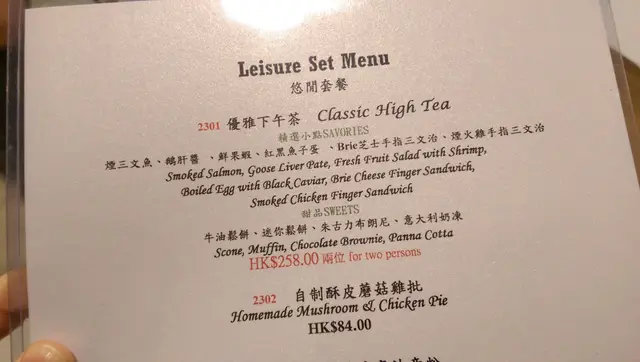 Leisure Set Menu
悠閒套餐
2301 優雅下午茶 Classic High Tea
精選小點SAVORIES
煙三文魚、鵝肝醬、鮮果蝦、紅黑魚子蛋、Brie芝士手指三文治、煙火雞手指三文治
Smoked Salmon, Goose Liver Pate, Fresh Fruit Salad with Shrimp,
Boiled Egg with Black Caviar, Brie Cheese Finger Sandwich,
Smoked Chicken Finger Sandwich
甜品SWEETS
牛油鬆餅、迷你鬆餅、朱古力布朗尼、意大利奶凍
Scone, Muffin, Chocolate Brownie, Panna Cotta
HK$258.00 兩位 for two persons
2302 自制酥皮蘑菇雞批
Homemade Mushroom & Chicken Pie
HK$84.00